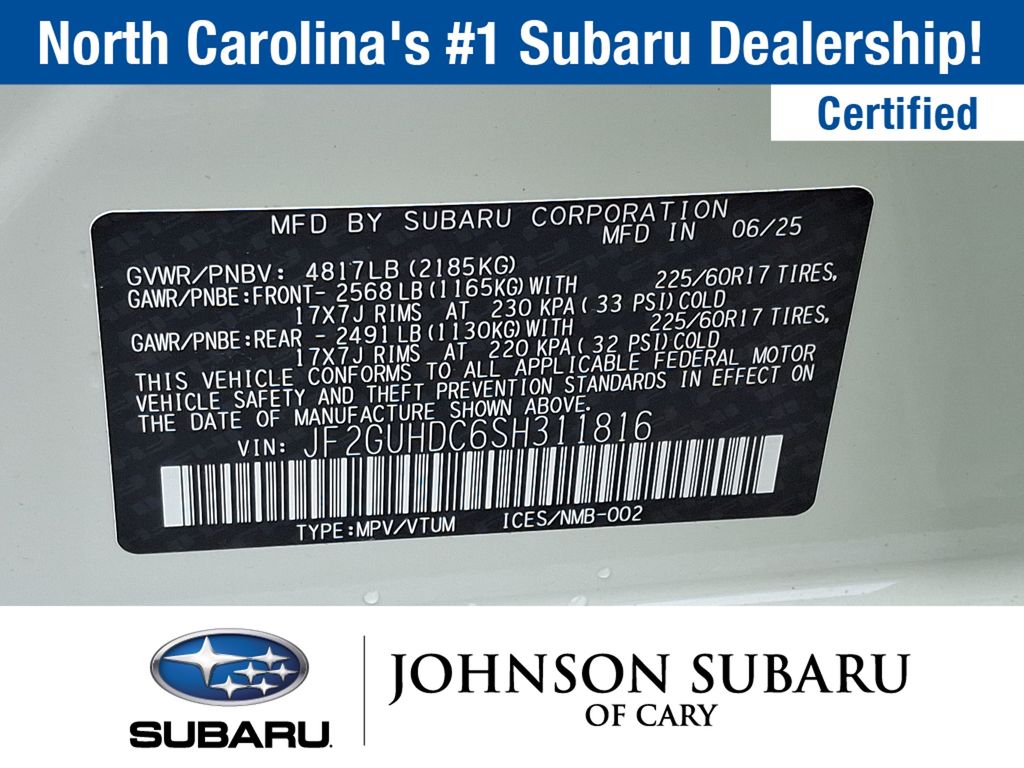 North Carolina's #1 Subaru Dealership!
Certified
MFD BY SUBARU CORPORATION
MFD IN 06/25
GVWR/PNBV: 4817LB (2185KG)
GAWR/PNBE:FRONT- 2568 LB (1165KG) WITH 225/60R17 TIRES,
17X7J RIMS AT 230 KPA ( 33 PSI) COLD
GAWR/PNBE:REAR - 2491 LB (1130KG) WITH 225/60R17 TIRES,
17X7J RIMS AT 220 KPA ( 32 PSI) COLD
THIS VEHICLE CONFORMS TO ALL APPLICABLE FEDERAL MOTOR
VEHICLE SAFETY AND THEFT PREVENTION STANDARDS IN EFFECT ON
THE DATE OF MANUFACTURE SHOWN ABOVE.
VIN: JF2GUHDC6SH311816
TYPE:MPV/VTUM ICES/NMB-002
SUBARU
JOHNSON SUBARU
OF CARY